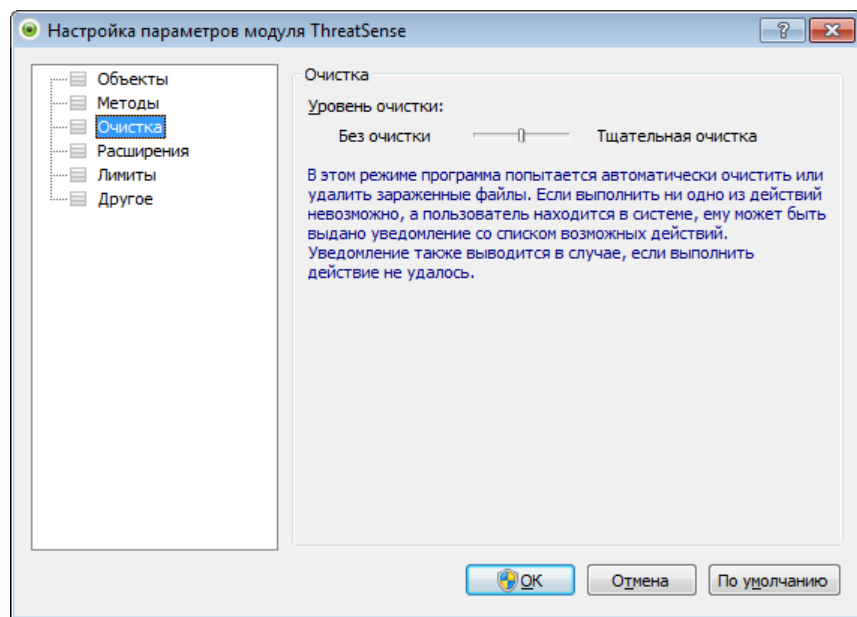 Настройка параметров модуля ThreatSense
Объекты
Методы
Очистка
Расширения
Лимиты
Другое
Очистка
Уровень очистки:
Без очистки Тщательная очистка
В этом режиме программа попытается автоматически очистить или
удалить зараженные файлы. Если выполнить ни одно из действий
невозможно, а пользователь находится в системе, ему может быть
выдано уведомление со списком возможных действий.
Уведомление также выводится в случае, если выполнить
действие не удалось.
OK Отмена По умолчанию